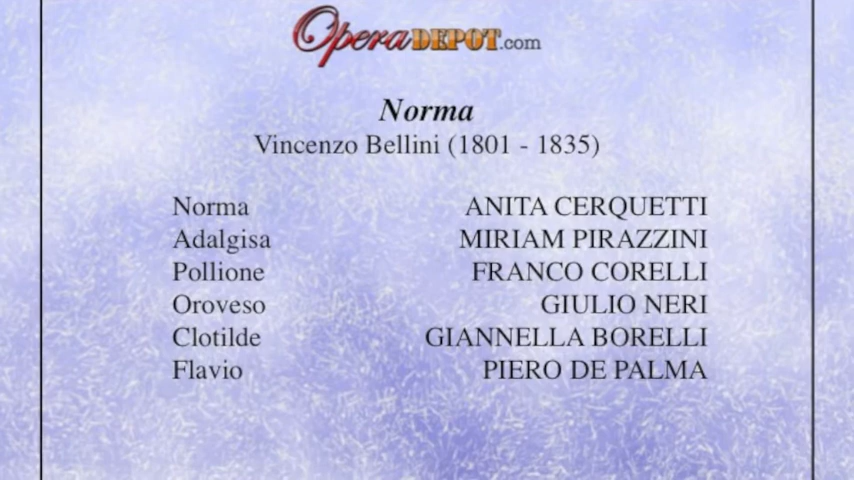 OperaDEPOT.com
Norma
Vincenzo Bellini (1801 - 1835)
Norma ANITA CERQUETTI
Adalgisa MIRIAM PIRAZZINI
Pollione FRANCO CORELLI
Oroveso GIULIO NERI
Clotilde GIANNELLA BORELLI
Flavio PIERO DE PALMA